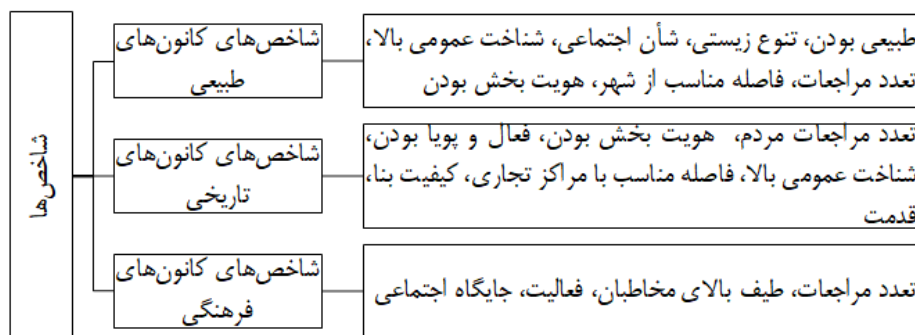 شاخص‌ها
شاخص‌های کانون‌های
طبیعی
طبیعی بودن، تنوع زیستی، شأن اجتماعی، شناخت عمومی بالا،
تعدد مراجعات، فاصله مناسب از شهر، هویت بخش بودن
شاخص‌های کانون‌های
تاریخی
تعدد مراجعات مردم، هویت بخش بودن، فعال و پویا بودن،
شناخت عمومی بالا، فاصله مناسب با مراکز تجاری، کیفیت بنا،
قدمت
شاخص‌های کانون‌های
فرهنگی
تعدد مراجعات، طیف بالای مخاطبان، فعالیت، جایگاه اجتماعی